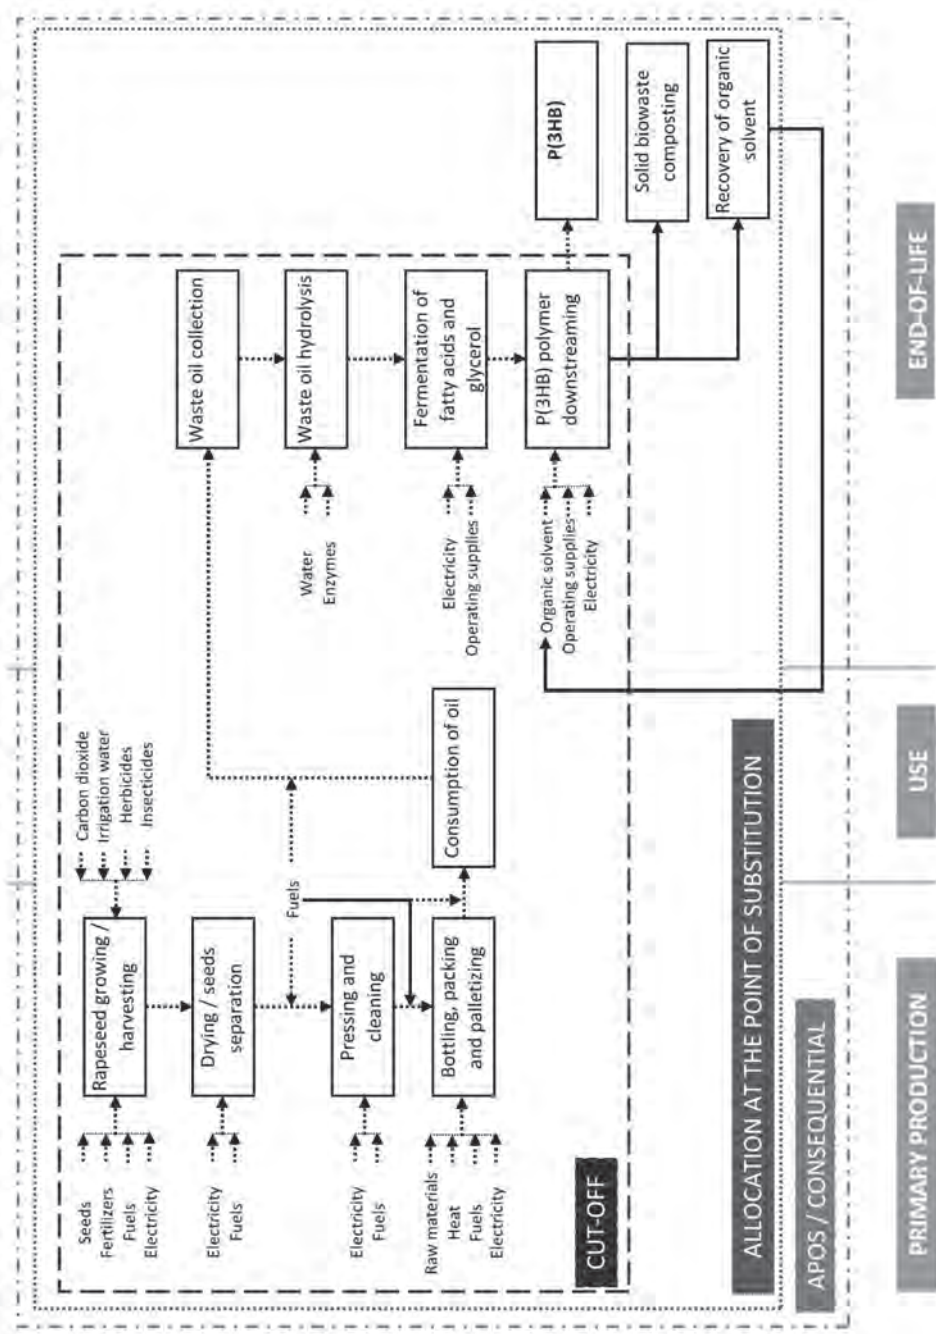 Seeds
Fertilizers
Fuels
Electricity
Rapeseed growing /
harvesting
Carbon dioxide
Irrigation water
Herbicides
Insecticides
Electricity
Fuels
Drying / seeds
separation
Fuels
Electricity
Fuels
Pressing and
cleaning
Raw materials
Heat
Fuels
Electricity
Bottling, packing
and palletizing
Consumption of oil
Waste oil collection
Water
Enzymes
Waste oil hydrolysis
Electricity
Operating supplies
Fermentation of
fatty acids and
glycerol
Organic solvent
Operating supplies
Electricity
P(3HB) polymer
downstreaming
P(3HB)
Solid biowaste
composting
Recovery of organic
solvent
CUT-OFF
ALLOCATION AT THE POINT OF SUBSTITUTION
APOS / CONSEQUENTIAL
PRIMARY PRODUCTION
USE
END-OF-LIFE